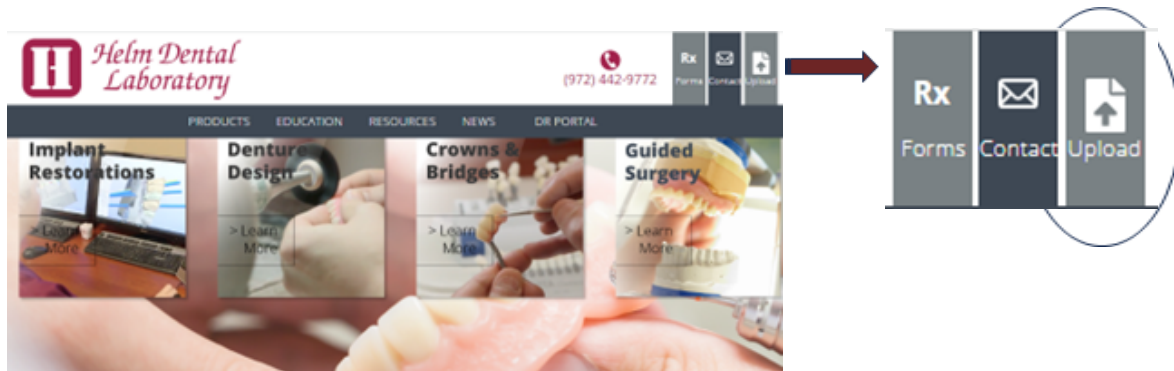 H
Helm Dental
Laboratory
(972) 442-9772
Rx
Forms
Contact
Upload
PRODUCTS EDUCATION RESOURCES NEWS DR PORTAL
Implant
Restorations
> Learn
More
Denture
Design
> Learn
More
Crowns &
Bridges
> Learn
More
Guided
Surgery
> Learn
More
Rx
Forms
Contact
Upload